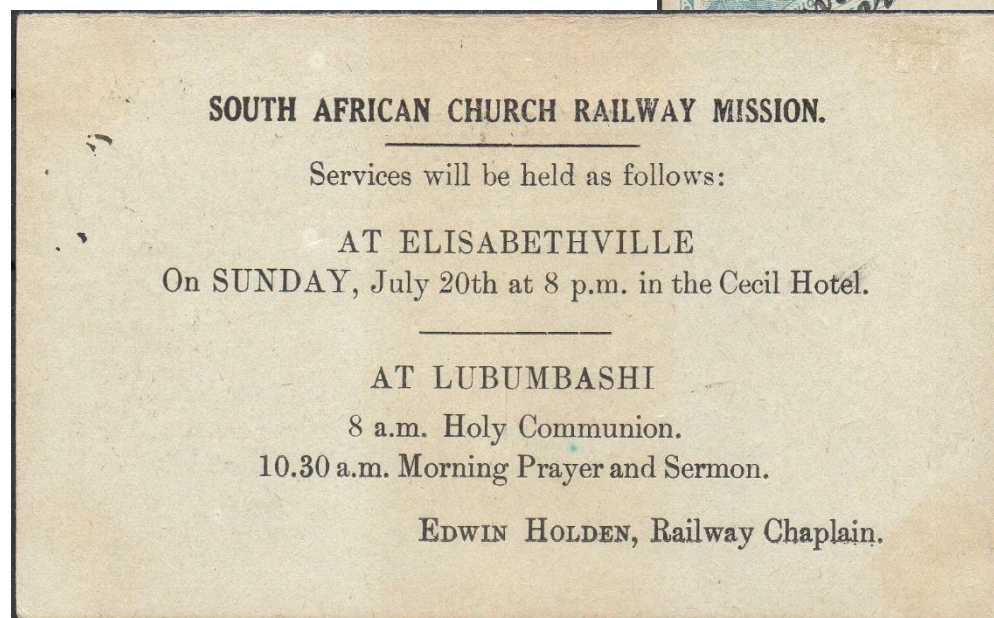 SOUTH AFRICAN CHURCH RAILWAY MISSION.
Services will be held as follows:
AT ELISABETHVILLE
On SUNDAY, July 20th at 8 p.m. in the Cecil Hotel.
AT LUBUMBASHI
8 a.m. Holy Communion.
10.30 a.m. Morning Prayer and Sermon.
EDWIN HOLDEN, Railway Chaplain.